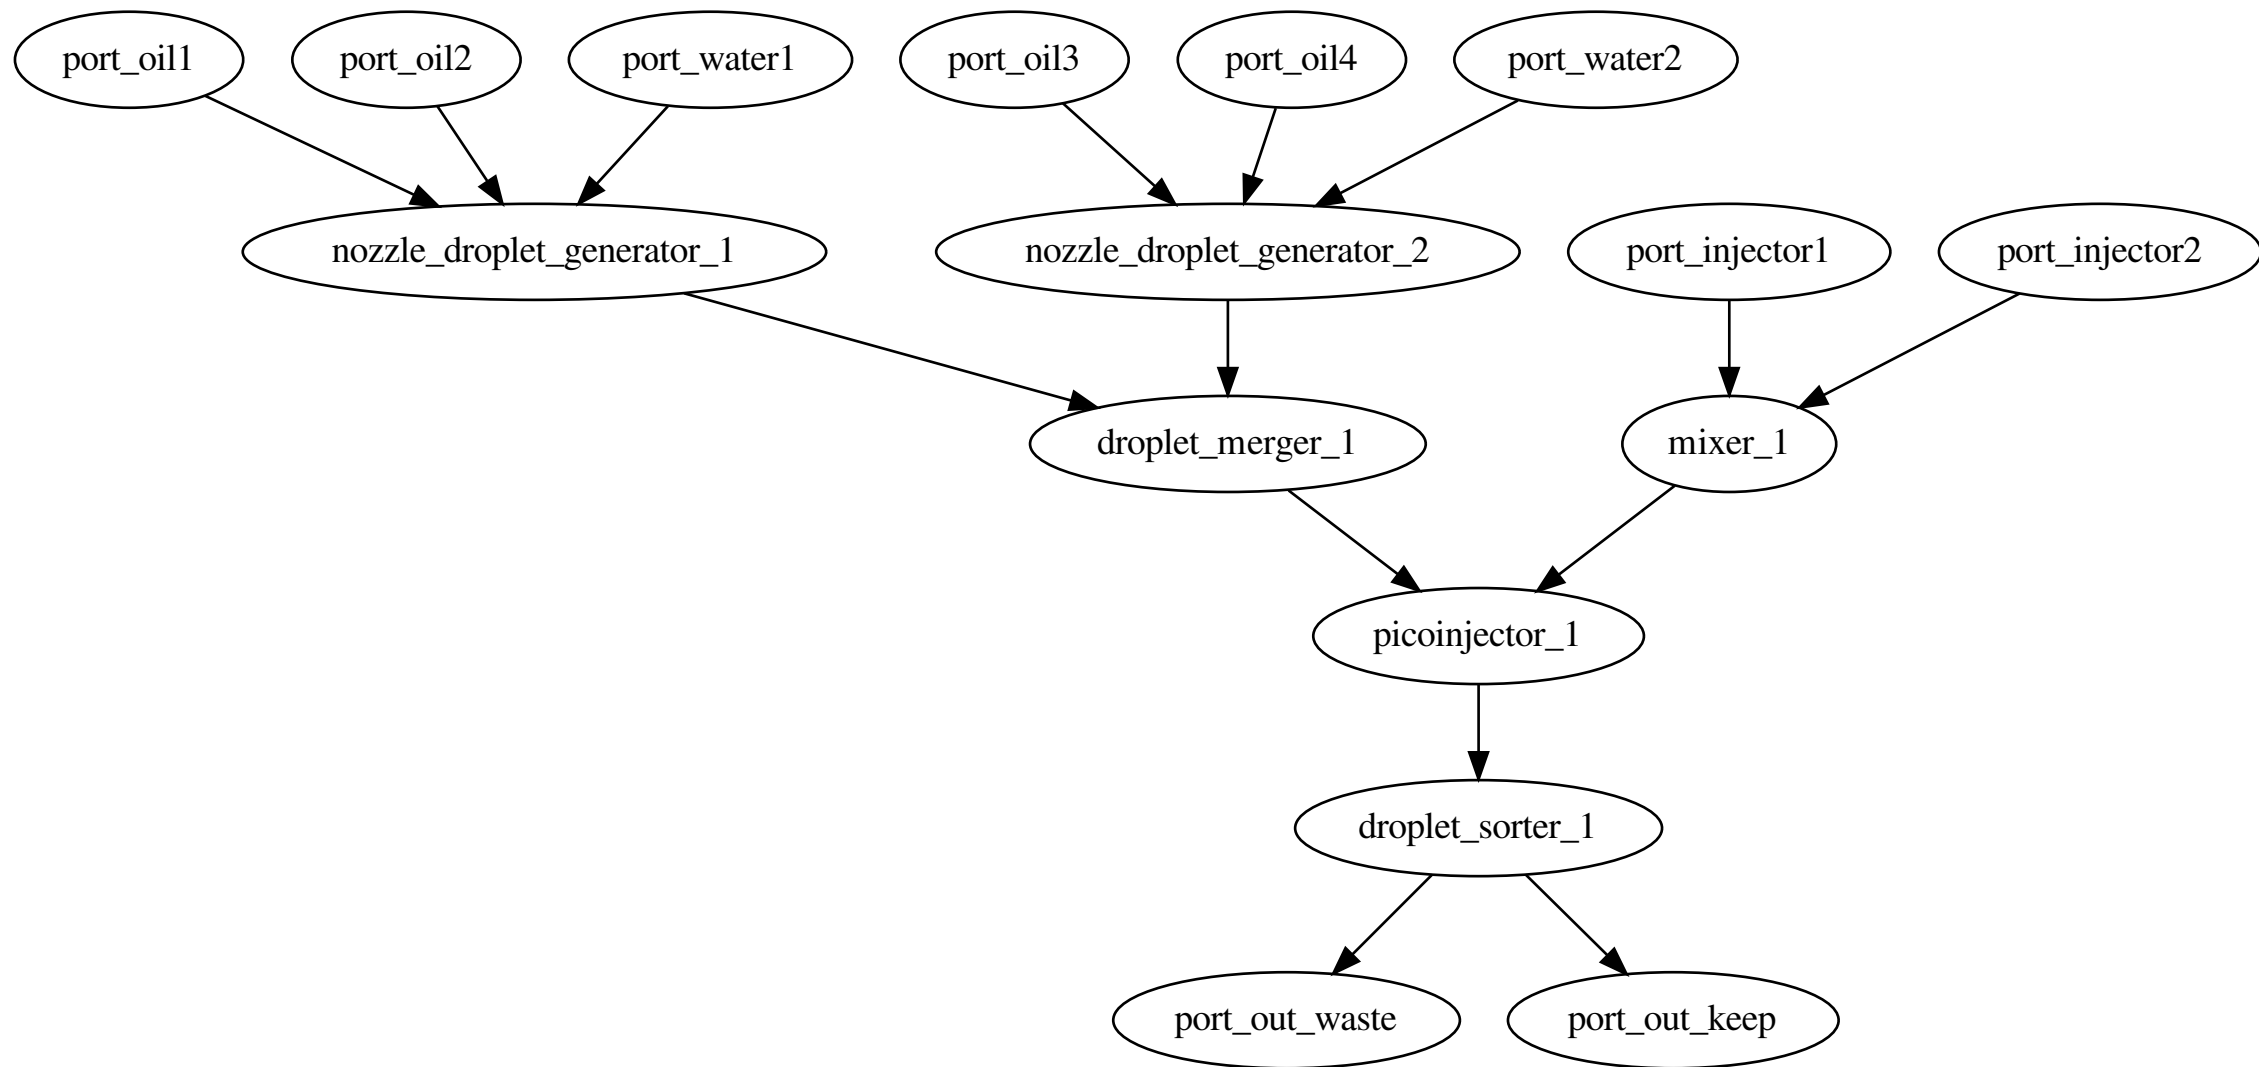 port_oil1
port_oil2
port_water1
port_oil3
port_oil4
port_water2
nozzle_droplet_generator_1
nozzle_droplet_generator_2
port_injector1
port_injector2
droplet_merger_1
mixer_1
picoinjector_1
droplet_sorter_1
port_out_waste
port_out_keep